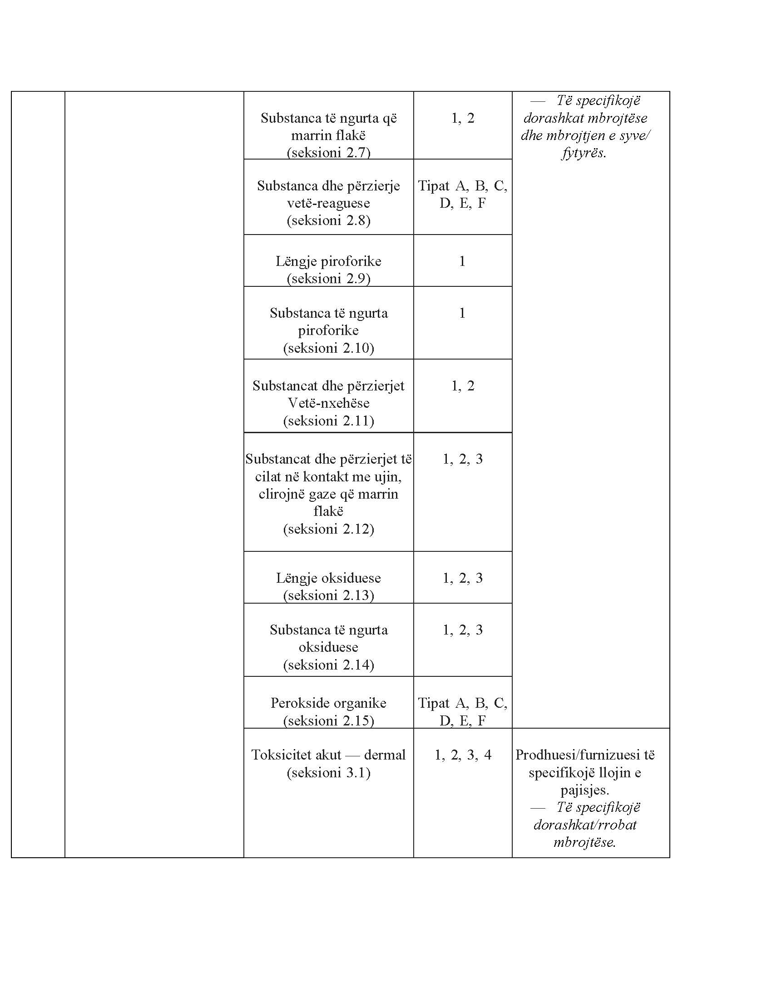 Substanca të ngurta që
marrin flakë
(seksioni 2.7)
1, 2
— Të specifikojë
dorashkat mbrojtëse
dhe mbrojtjen e syve/
fytyrës.
Substanca dhe përzierje
vetë-reaguese
(seksioni 2.8)
Tipat A, B, C,
D, E, F
Lëngje piroforike
(seksioni 2.9)
1
Substanca të ngurta
piroforike
(seksioni 2.10)
1
Substancat dhe përzierjet
Vetë-nxehëse
(seksioni 2.11)
1, 2
Substancat dhe përzierjet të
cilat në kontakt me ujin,
clirojnë gaze që marrin
flakë
(seksioni 2.12)
1, 2, 3
Lëngje oksiduese
(seksioni 2.13)
1, 2, 3
Substanca të ngurta
oksiduese
(seksioni 2.14)
1, 2, 3
Perokside organike
(seksioni 2.15)
Tipat A, B, C,
D, E, F
Toksicitet akut — dermal
(seksioni 3.1)
1, 2, 3, 4
Prodhuesi/furnizuesi të
specifikojë llojin e
pajisjes.
— Të specifikojë
dorashkat/rrobat
mbrojtëse.